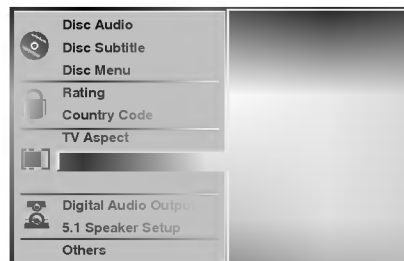 Disc Audio
Disc Subtitle
Disc Menu
Rating
Country Code
TV Aspect
Digital Audio Outpu
5.1 Speaker Setup
Others